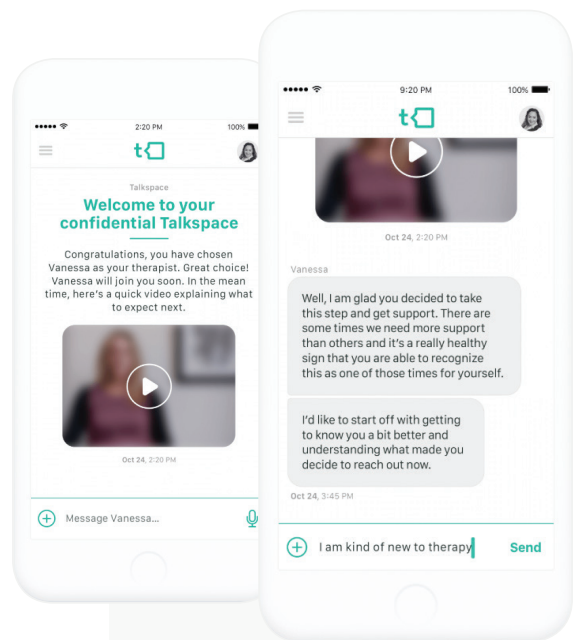 2:20 PM
100%
t
Talkspace
Welcome to your
confidential Talkspace
Congratulations, you have chosen
Vanessa as your therapist. Great choice!
Vanessa will join you soon. In the mean
time, here's a quick video explaining what
to expect next.
Oct 24, 2:20 PM
Message Vanessa...
9:20 PM
100%
t
Oct 24, 2:20 PM
Vanessa
Well, I am glad you decided to take
this step and get support. There are
some times we need more support
than others and it's a really healthy
sign that you are able to recognize
this as one of those times for yourself.
I'd like to start off with getting
to know you a bit better and
understanding what made you
decide to reach out now.
Oct 24, 3:45 PM
I am kind of new to therapy
Send